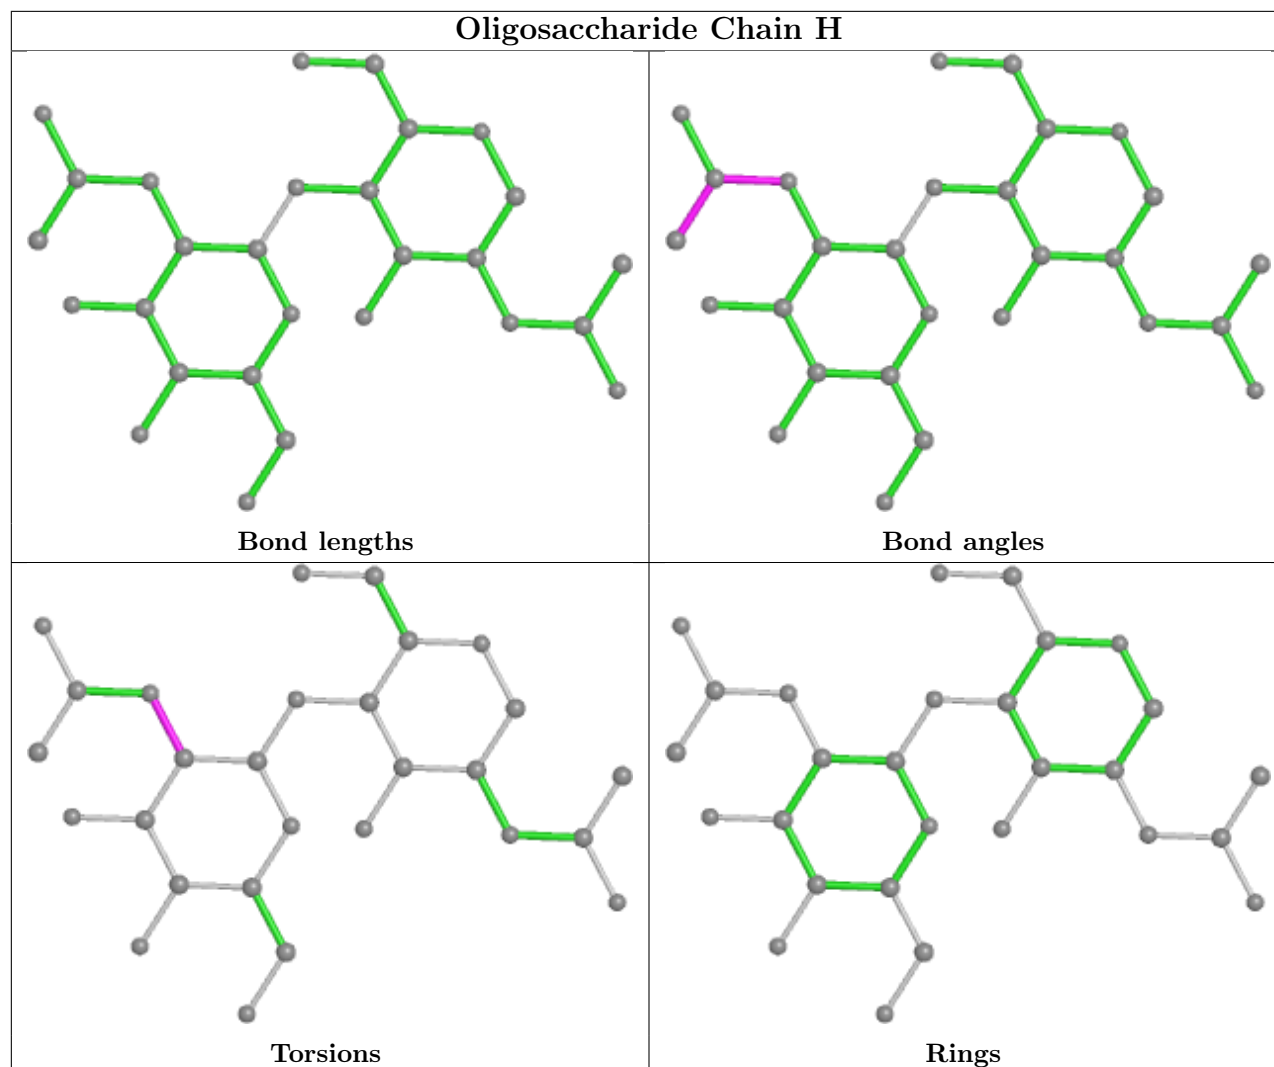 Oligosaccharide Chain H
Bond lengths
Bond angles
Torsions
Rings